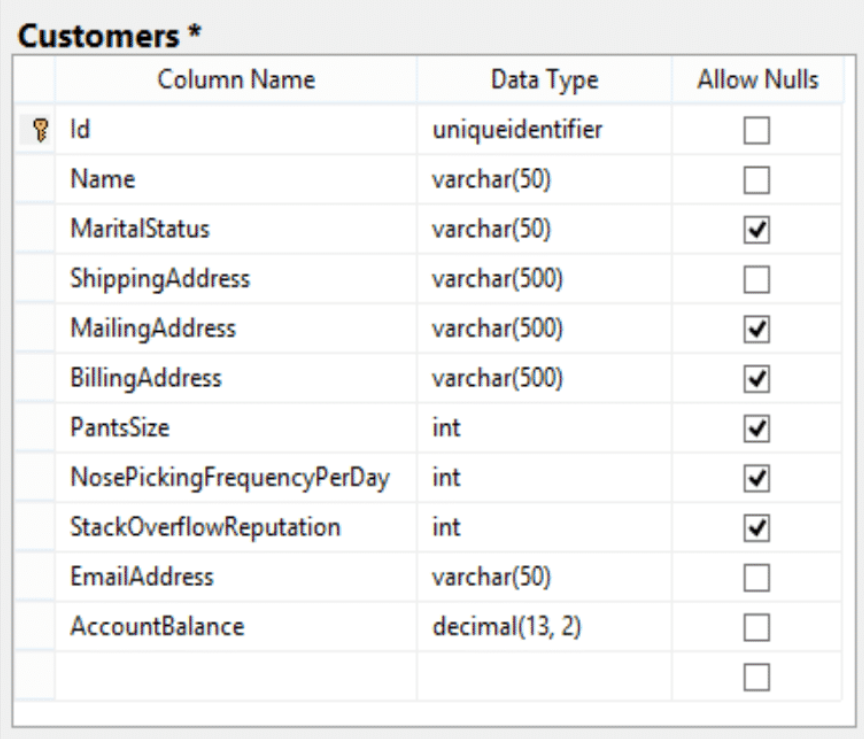 Customers *
Column Name Data Type Allow Nulls
Id uniqueidentifier
Name varchar(50)
MaritalStatus varchar(50)
ShippingAddress varchar(500)
MailingAddress varchar(500)
BillingAddress varchar(500)
PantsSize int
NosePickingFrequencyPerDay int
StackOverflowReputation int
EmailAddress varchar(50)
AccountBalance decimal(13, 2)